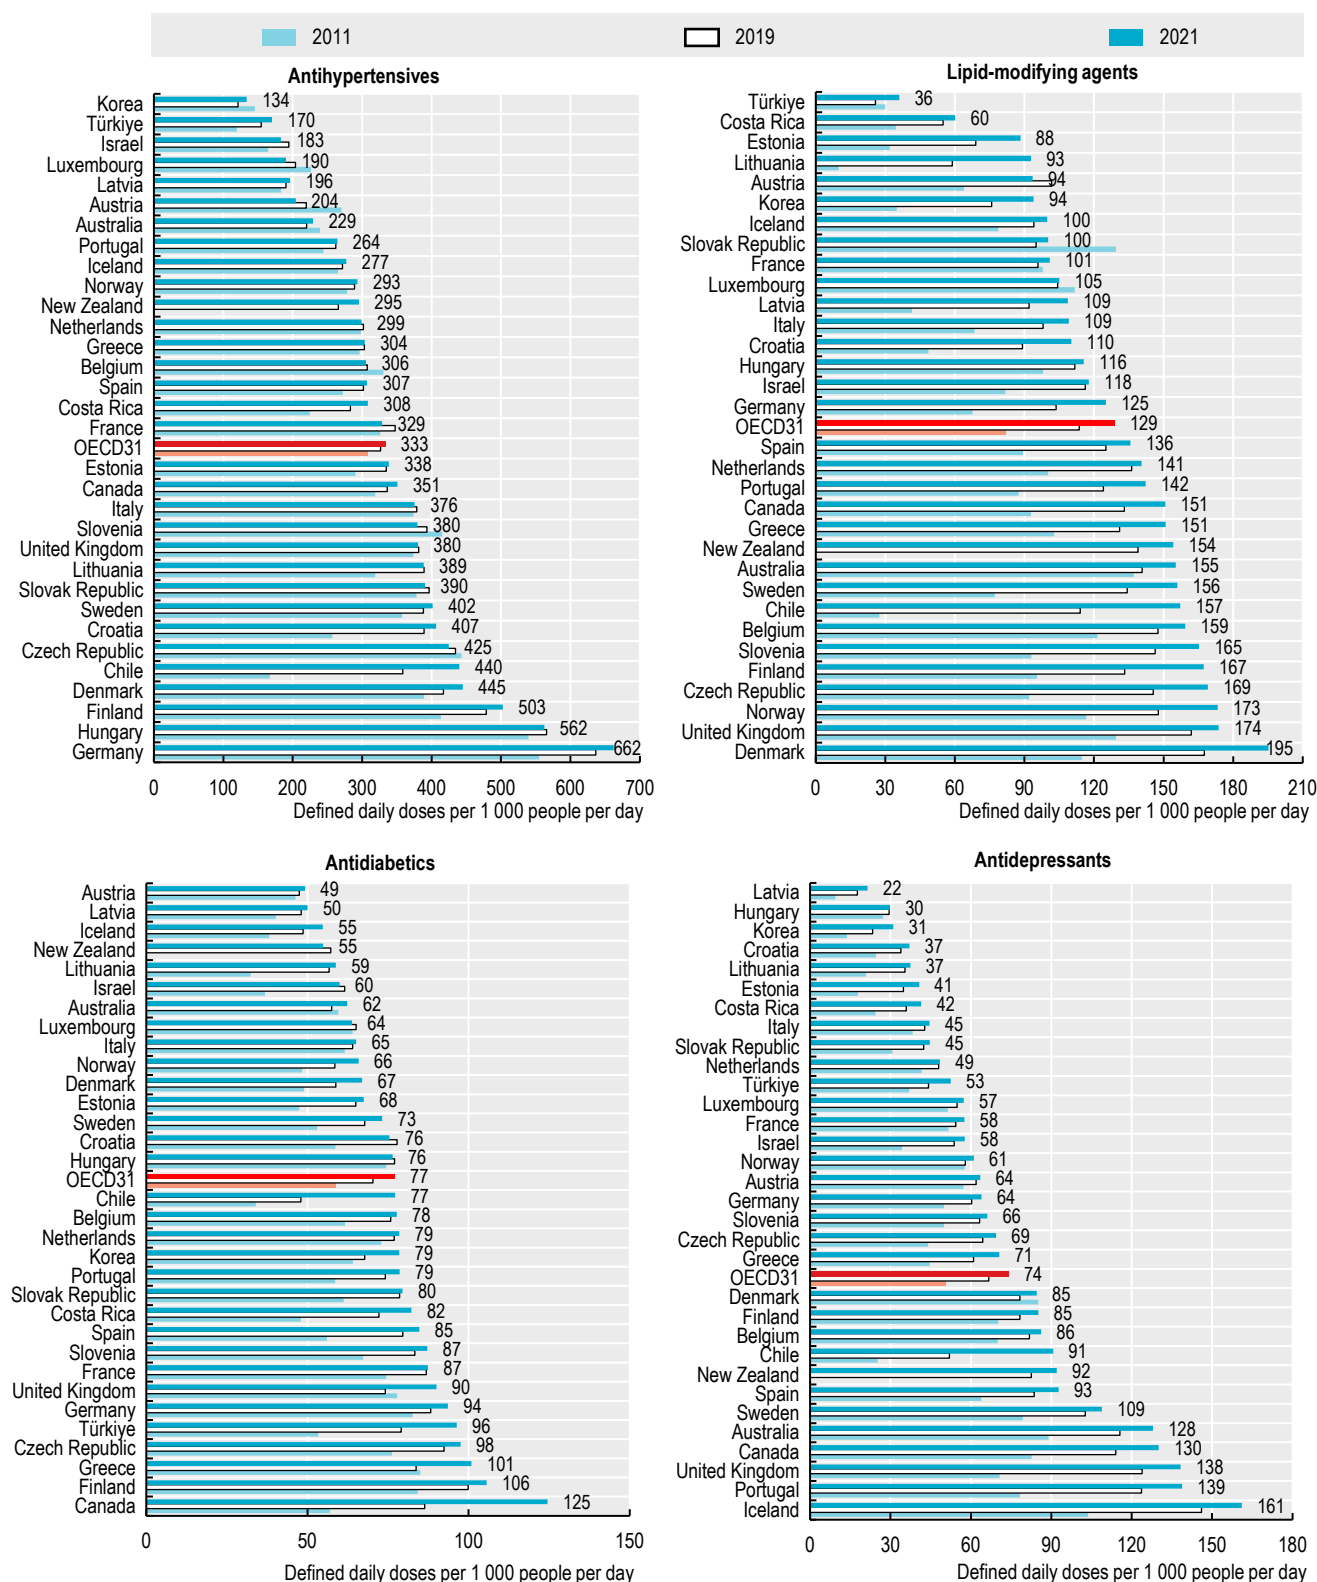 2011 2019 2021
Antihypertensives
Korea 134
Türkiye 170
Israel 183
Luxembourg 190
Latvia 196
Austria 204
Australia 229
Portugal 264
Iceland 277
Norway 293
New Zealand 295
Netherlands 299
Greece 304
Belgium 306
Spain 307
Costa Rica 308
France 329
OECD31 333
Estonia 338
Canada 351
Italy 376
Slovenia 380
United Kingdom 380
Lithuania 389
Slovak Republic 390
Sweden 402
Croatia 407
Czech Republic 425
Chile 440
Denmark 445
Finland 503
Hungary 562
Germany 662
0 100 200 300 400 500 600 700
Defined daily doses per 1 000 people per day
Lipid-modifying agents
Türkiye 36
Costa Rica 60
Estonia 88
Lithuania 93
Austria 94
Korea 94
Iceland 100
Slovak Republic 100
France 101
Luxembourg 105
Latvia 109
Italy 109
Croatia 110
Hungary 116
Israel 118
Germany 125
OECD31 129
Spain 136
Netherlands 141
Portugal 142
Canada 151
Greece 151
New Zealand 154
Australia 155
Sweden 156
Chile 157
Belgium 159
Slovenia 165
Finland 167
Czech Republic 169
Norway 173
United Kingdom 174
Denmark 195
0 30 60 90 120 150 180 210
Defined daily doses per 1 000 people per day
Antidiabetics
Austria 49
Latvia 50
Iceland 55
New Zealand 55
Lithuania 59
Israel 60
Australia 62
Luxembourg 64
Italy 65
Norway 66
Denmark 67
Estonia 68
Sweden 73
Croatia 76
Hungary 76
OECD31 77
Chile 77
Belgium 78
Netherlands 79
Korea 79
Portugal 79
Slovak Republic 80
Costa Rica 82
Spain 85
Slovenia 87
France 87
United Kingdom 90
Germany 94
Türkiye 96
Czech Republic 98
Greece 101
Finland 106
Canada 125
0 50 100 150
Defined daily doses per 1 000 people per day
Antidepressants
Latvia 22
Hungary 30
Korea 31
Croatia 37
Lithuania 37
Estonia 41
Costa Rica 42
Italy 45
Slovak Republic 45
Netherlands 49
Türkiye 53
Luxembourg 57
France 58
Israel 58
Norway 61
Austria 64
Germany 64
Slovenia 66
Czech Republic 69
Greece 71
OECD31 74
Denmark 85
Finland 85
Belgium 86
Chile 91
New Zealand 92
Spain 93
Sweden 109
Australia 128
Canada 130
United Kingdom 138
Portugal 139
Iceland 161
0 30 60 90 120 150 180
Defined daily doses per 1 000 people per day